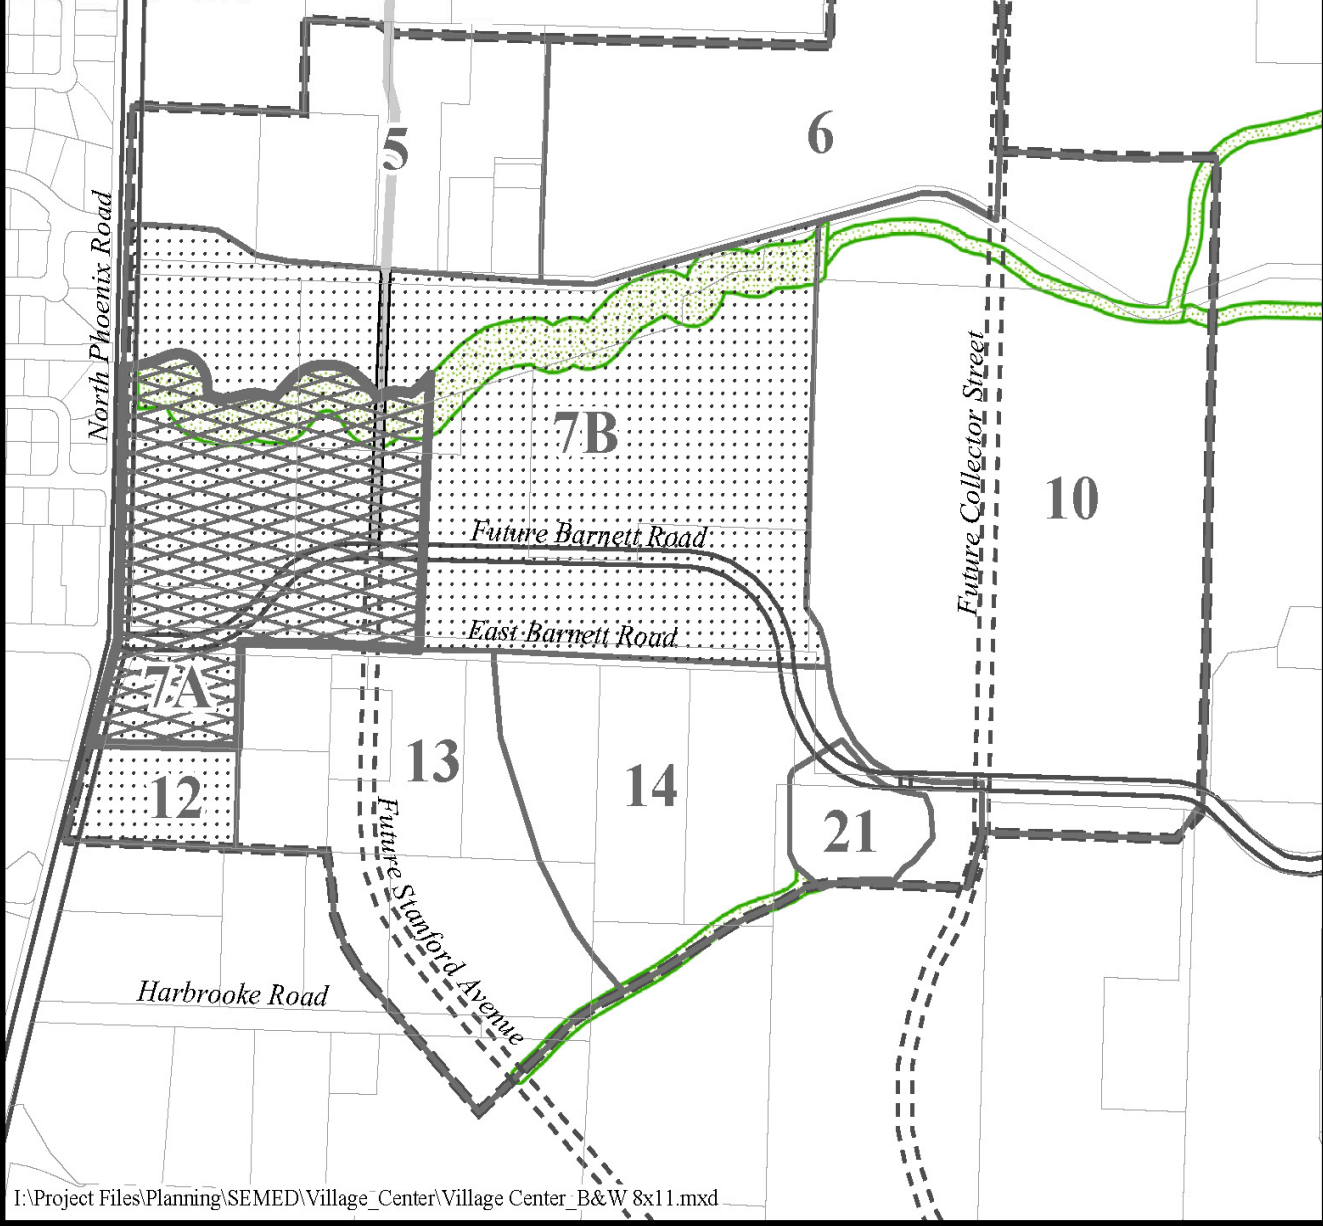 6
5
North Phoenix Road
7B
Future Collector Street
10
Future Barnett Road
East Barnett Road
7A
13
14
12
21
Future Stanford Avenue
Harbrooke Road
I:\Project Files\Planning\SEMED\Village_Center\Village Center_B&W 8x11.mxd